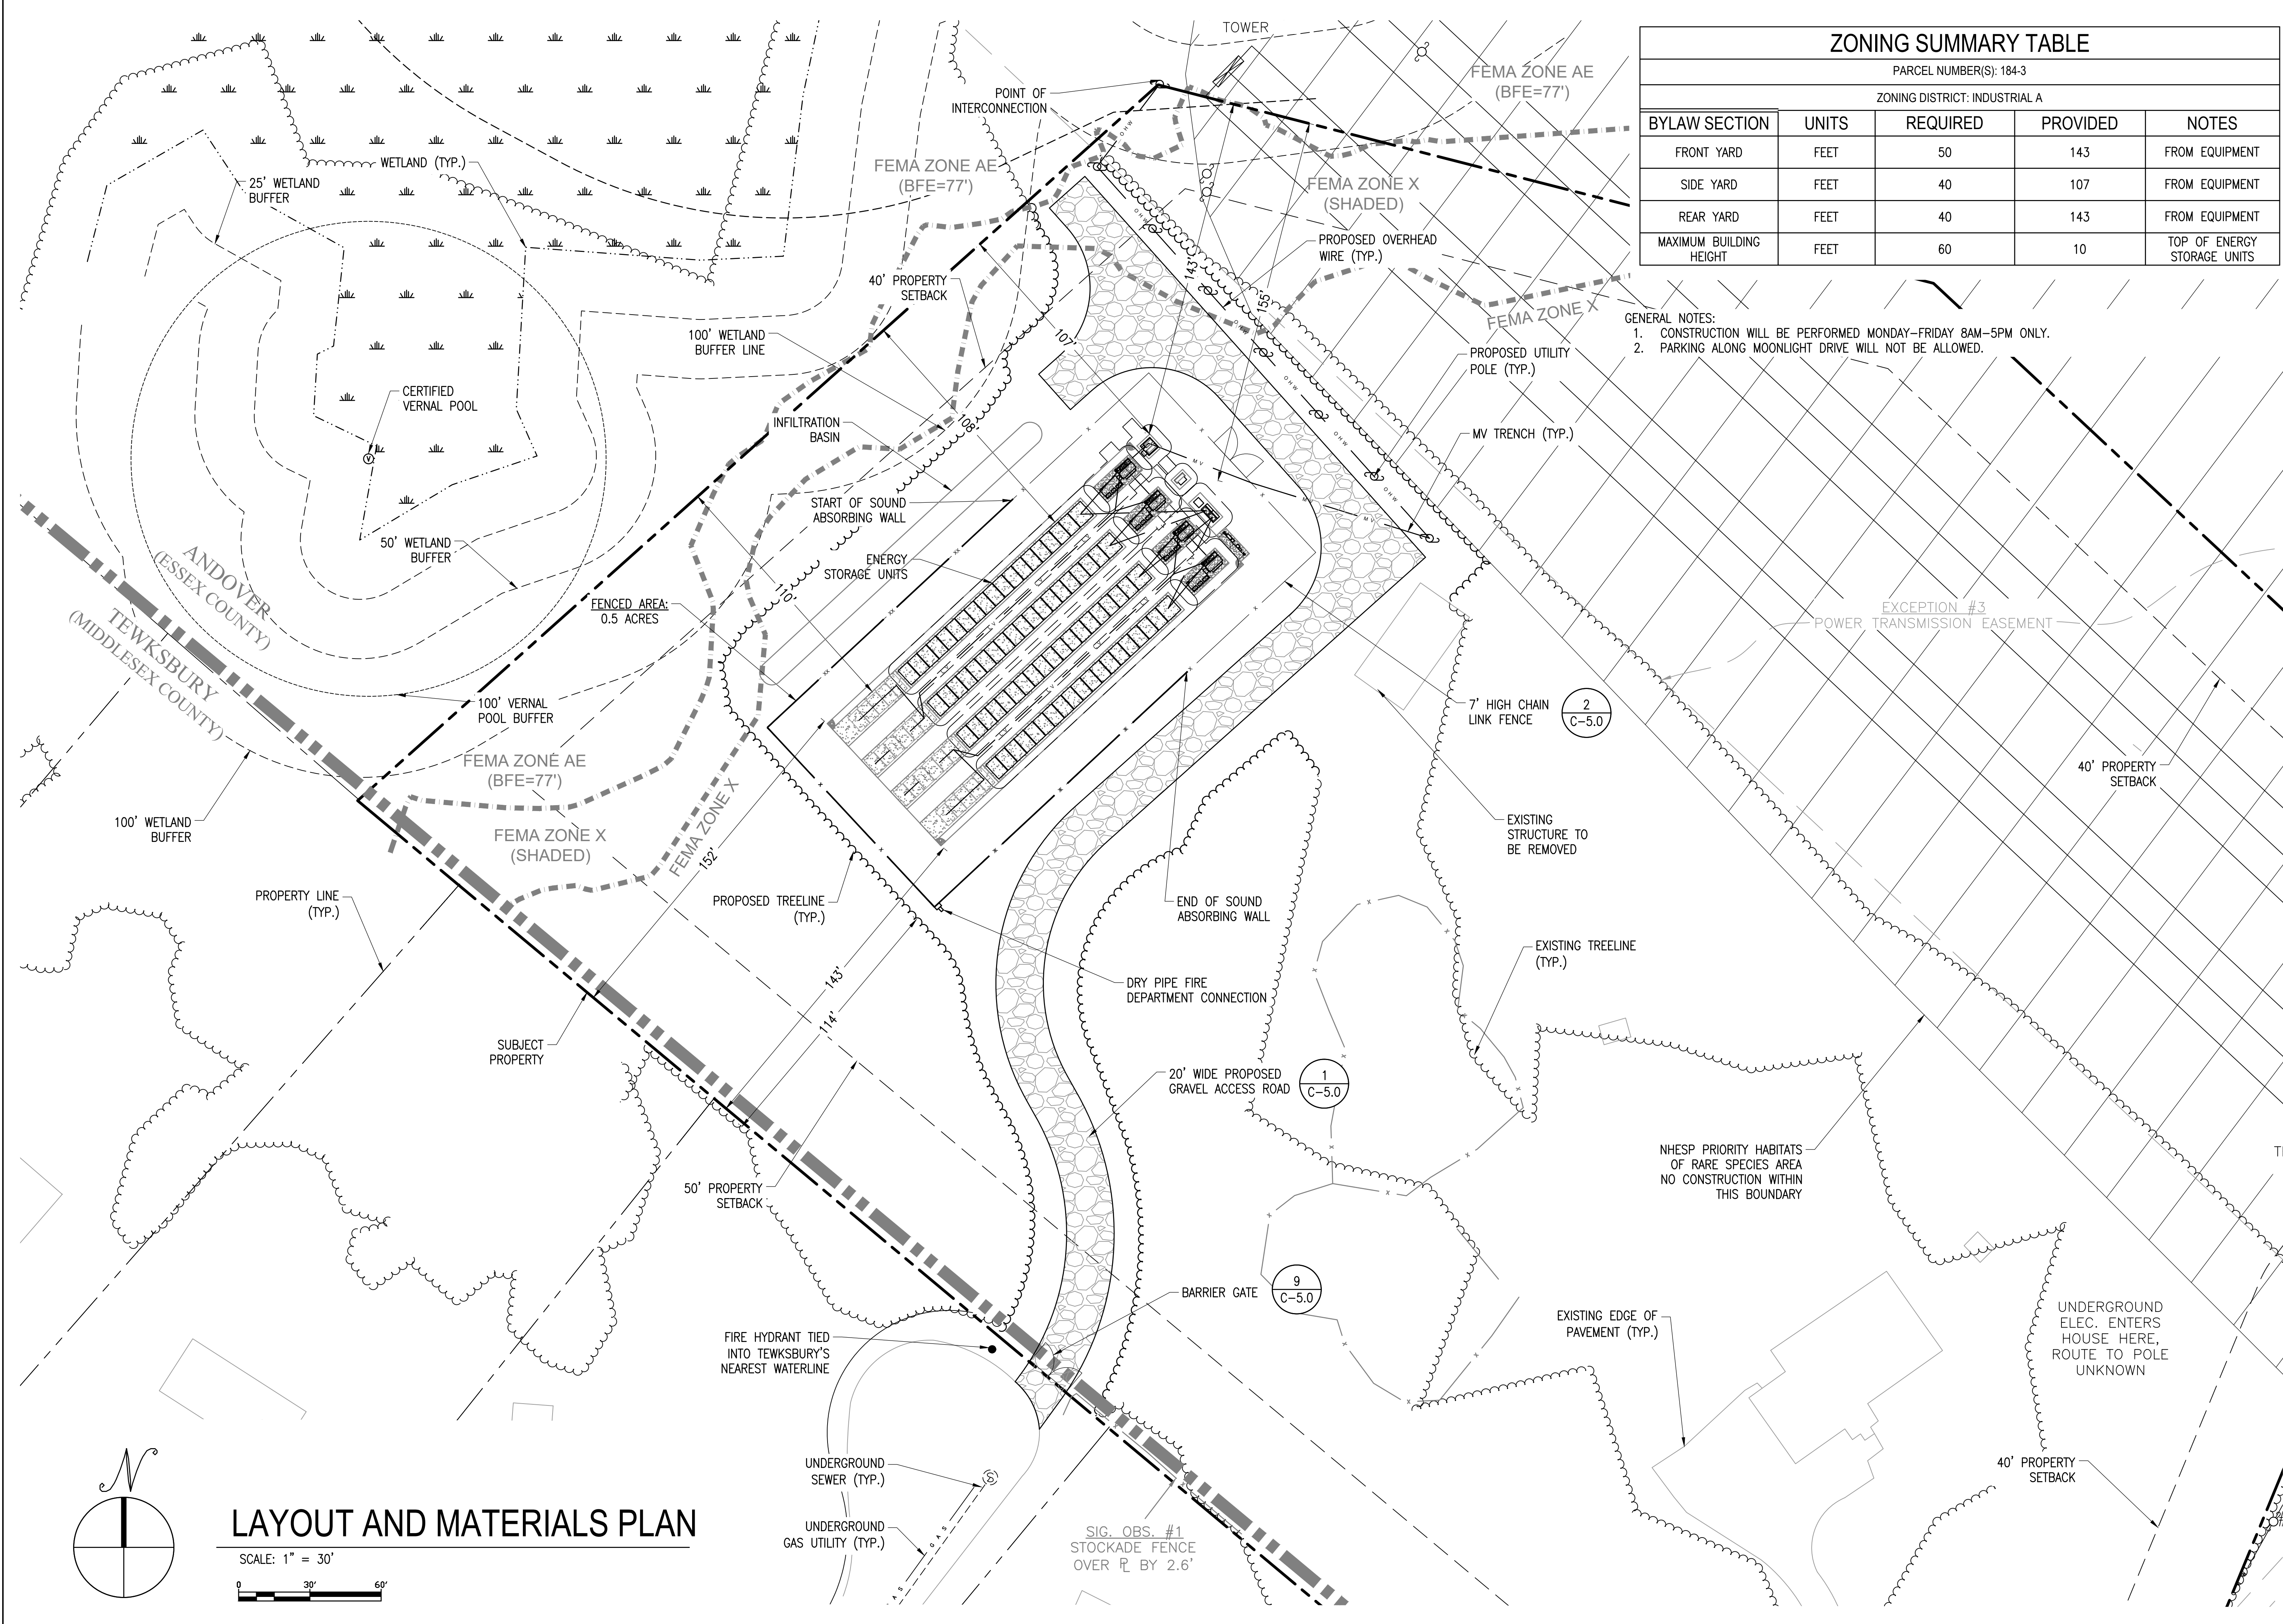 TOWER
POINT OF
INTERCONNECTION
FEMA ZONE AE
(BFE=77')
ZONING SUMMARY TABLE
PARCEL NUMBER(S): 184-3
ZONING DISTRICT: INDUSTRIAL A
BYLAW SECTION UNITS REQUIRED PROVIDED NOTES
FRONT YARD FEET 50 143 FROM EQUIPMENT
SIDE YARD FEET 40 107 FROM EQUIPMENT
REAR YARD FEET 40 143 FROM EQUIPMENT
MAXIMUM BUILDING
HEIGHT FEET 60 10 TOP OF ENERGY
STORAGE UNITS
GENERAL NOTES:
1. CONSTRUCTION WILL BE PERFORMED MONDAY-FRIDAY 8AM-5PM ONLY.
2. PARKING ALONG MOONLIGHT DRIVE WILL NOT BE ALLOWED.
WETLAND (TYP.)
25' WETLAND
BUFFER
FEMA ZONE AE
(BFE=77')
FEMA ZONE X
(SHADED)
PROPOSED OVERHEAD
WIRE (TYP.)
OHW
OHW
OHW
OHW
OHW
OHW
143'
155'
107'
108'
110'
40' PROPERTY
SETBACK
FEMA ZONE X
100' WETLAND
BUFFER LINE
PROPOSED UTILITY
POLE (TYP.)
CERTIFIED
VERNAL POOL
V
INFILTRATION
BASIN
MV TRENCH (TYP.)
MV
MV
START OF SOUND
ABSORBING WALL
50' WETLAND
BUFFER
ENERGY
STORAGE UNITS
ANDOVER
(ESSEX COUNTY)
TEWKSBURY
(MIDDLESEX COUNTY)
FENCED AREA:
0.5 ACRES
EXCEPTION #3
POWER TRANSMISSION EASEMENT
100' VERNAL
POOL BUFFER
7' HIGH CHAIN
LINK FENCE
2
C-5.0
FEMA ZONE AE
(BFE=77')
40' PROPERTY
SETBACK
100' WETLAND
BUFFER
FEMA ZONE X
(SHADED)
FEMA ZONE X
152'
EXISTING
STRUCTURE TO
BE REMOVED
PROPERTY LINE
(TYP.)
PROPOSED TREELINE
(TYP.)
END OF SOUND
ABSORBING WALL
EXISTING TREELINE
(TYP.)
143'
114'
DRY PIPE FIRE
DEPARTMENT CONNECTION
SUBJECT
PROPERTY
20' WIDE PROPOSED
GRAVEL ACCESS ROAD
1
C-5.0
NHESP PRIORITY HABITATS
OF RARE SPECIES AREA
NO CONSTRUCTION WITHIN
THIS BOUNDARY
50' PROPERTY
SETBACK
BARRIER GATE
9
C-5.0
FIRE HYDRANT TIED
INTO TEWKSBURY'S
NEAREST WATERLINE
EXISTING EDGE OF
PAVEMENT (TYP.)
UNDERGROUND
ELEC. ENTERS
HOUSE HERE,
ROUTE TO POLE
UNKNOWN
UNDERGROUND
SEWER (TYP.)
S
40' PROPERTY
SETBACK
UNDERGROUND
GAS UTILITY (TYP.)
GAS
SIG. OBS. #1
STOCKADE FENCE
OVER PL BY 2.6'
N
LAYOUT AND MATERIALS PLAN
SCALE: 1" = 30'
0 30' 60'